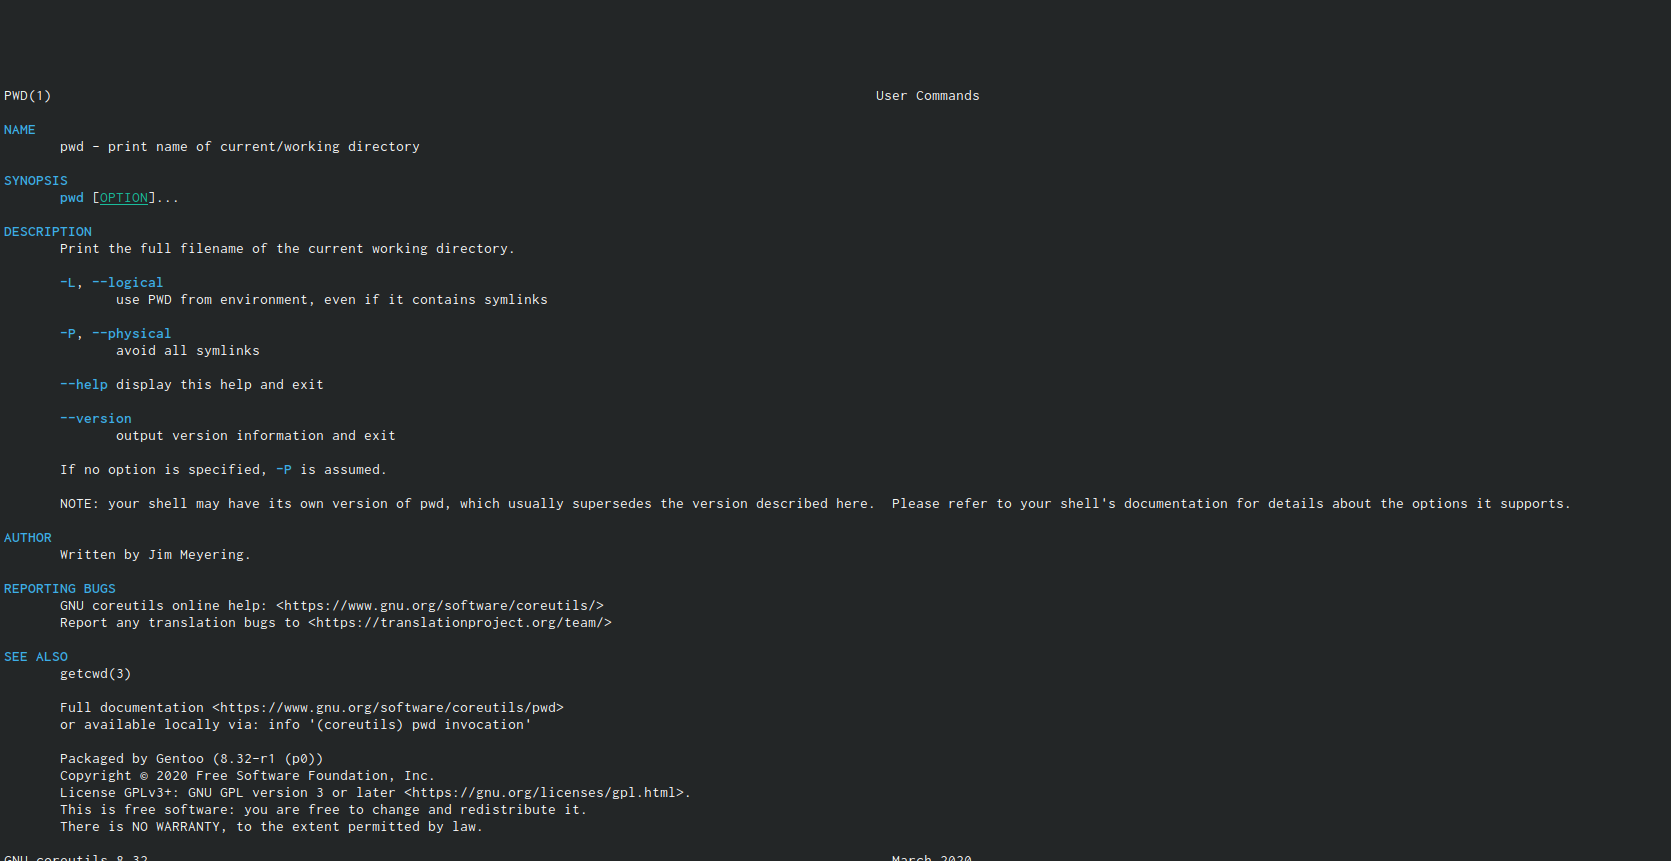 PWD(1) User Commands
NAME
pwd - print name of current/working directory
SYNOPSIS
pwd [OPTION]...
DESCRIPTION
Print the full filename of the current working directory.
-L, --logical
use PWD from environment, even if it contains symlinks
-P, --physical
avoid all symlinks
--help display this help and exit
--version
output version information and exit
If no option is specified, -P is assumed.
NOTE: your shell may have its own version of pwd, which usually supersedes the version described here.  Please refer to your shell's documentation for details about the options it supports.
AUTHOR
Written by Jim Meyering.
REPORTING BUGS
GNU coreutils online help: <https://www.gnu.org/software/coreutils/>
Report any translation bugs to <https://translationproject.org/team/>
SEE ALSO
getcwd(3)
Full documentation <https://www.gnu.org/software/coreutils/pwd>
or available locally via: info '(coreutils) pwd invocation'
Packaged by Gentoo (8.32-r1 (p0))
Copyright © 2020 Free Software Foundation, Inc.
License GPLv3+: GNU GPL version 3 or later <https://gnu.org/licenses/gpl.html>.
This is free software: you are free to change and redistribute it.
There is NO WARRANTY, to the extent permitted by law.
GNU coreutils 8.32 March 2020